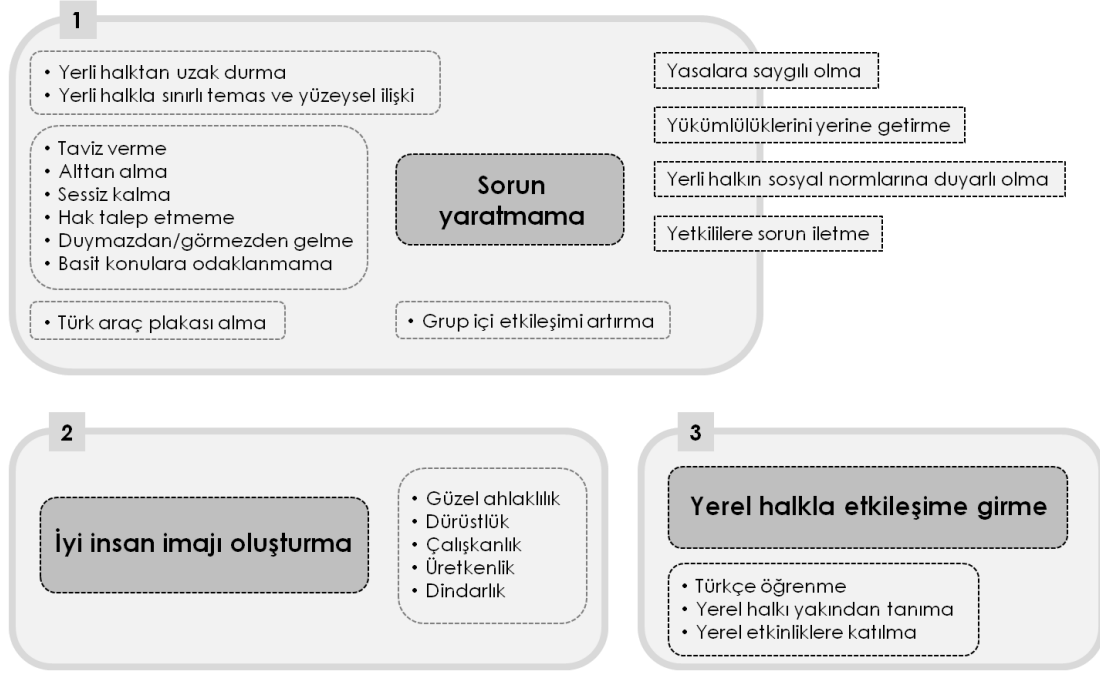 1
• Yerli halktan uzak durma
• Yerli halkla sınırlı temas ve yüzeysel ilişki
• Taviz verme
• Alttan alma
• Sessiz kalma
• Hak talep etmeme
• Duymazdan/görmezden gelme
• Basit konulara odaklanmama
• Türk araç plakası alma
Sorun
yaratmama
• Grup içi etkileşimi artırma
Yasalara saygılı olma
Yükümlülüklerini yerine getirme
Yerli halkın sosyal normlarına duyarlı olma
Yetkililere sorun iletme
2
İyi insan imajı oluşturma
• Güzel ahlaklılık
• Dürüstlük
• Çalışkanlık
• Üretkenlik
• Dindarlık
3
Yerel halkla etkileşime girme
• Türkçe öğrenme
• Yerel halkı yakından tanıma
• Yerel etkinliklere katılma